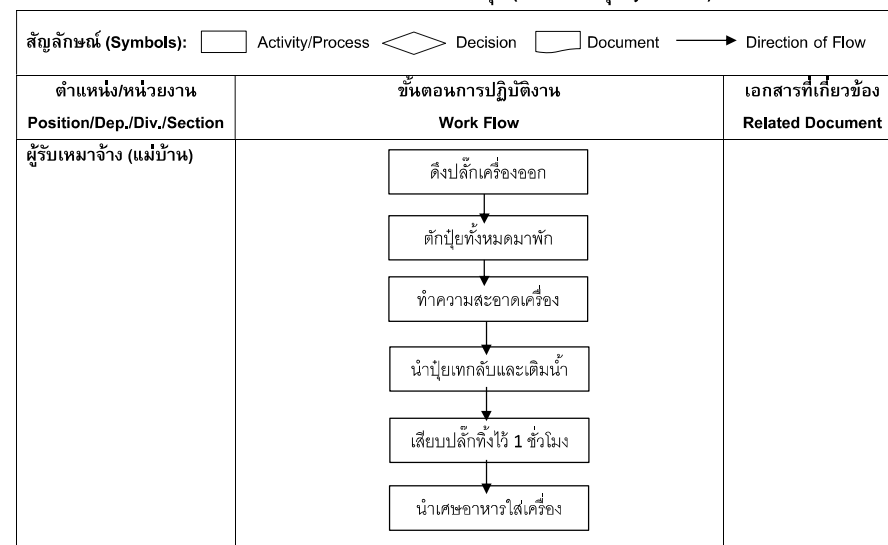 สัญลักษณ์ (Symbols): Activity/Process Decision Document Direction of Flow
ตำแหน่ง/หน่วยงาน
Position/Dep./Div./Section
ขั้นตอนการปฏิบัติงาน
Work Flow
เอกสารที่เกี่ยวข้อง
Related Document
ผู้รับเหมาจ้าง (แม่บ้าน)
ดึงปลั๊กเครื่องออก
ตักปุ๋ยทั้งหมดมาพัก
ทำความสะอาดเครื่อง
นำปุ๋ยเทกลับและเติมน้ำ
เสียบปลั๊กทิ้งไว้ 1 ชั่วโมง
นำเศษอาหารใส่เครื่อง